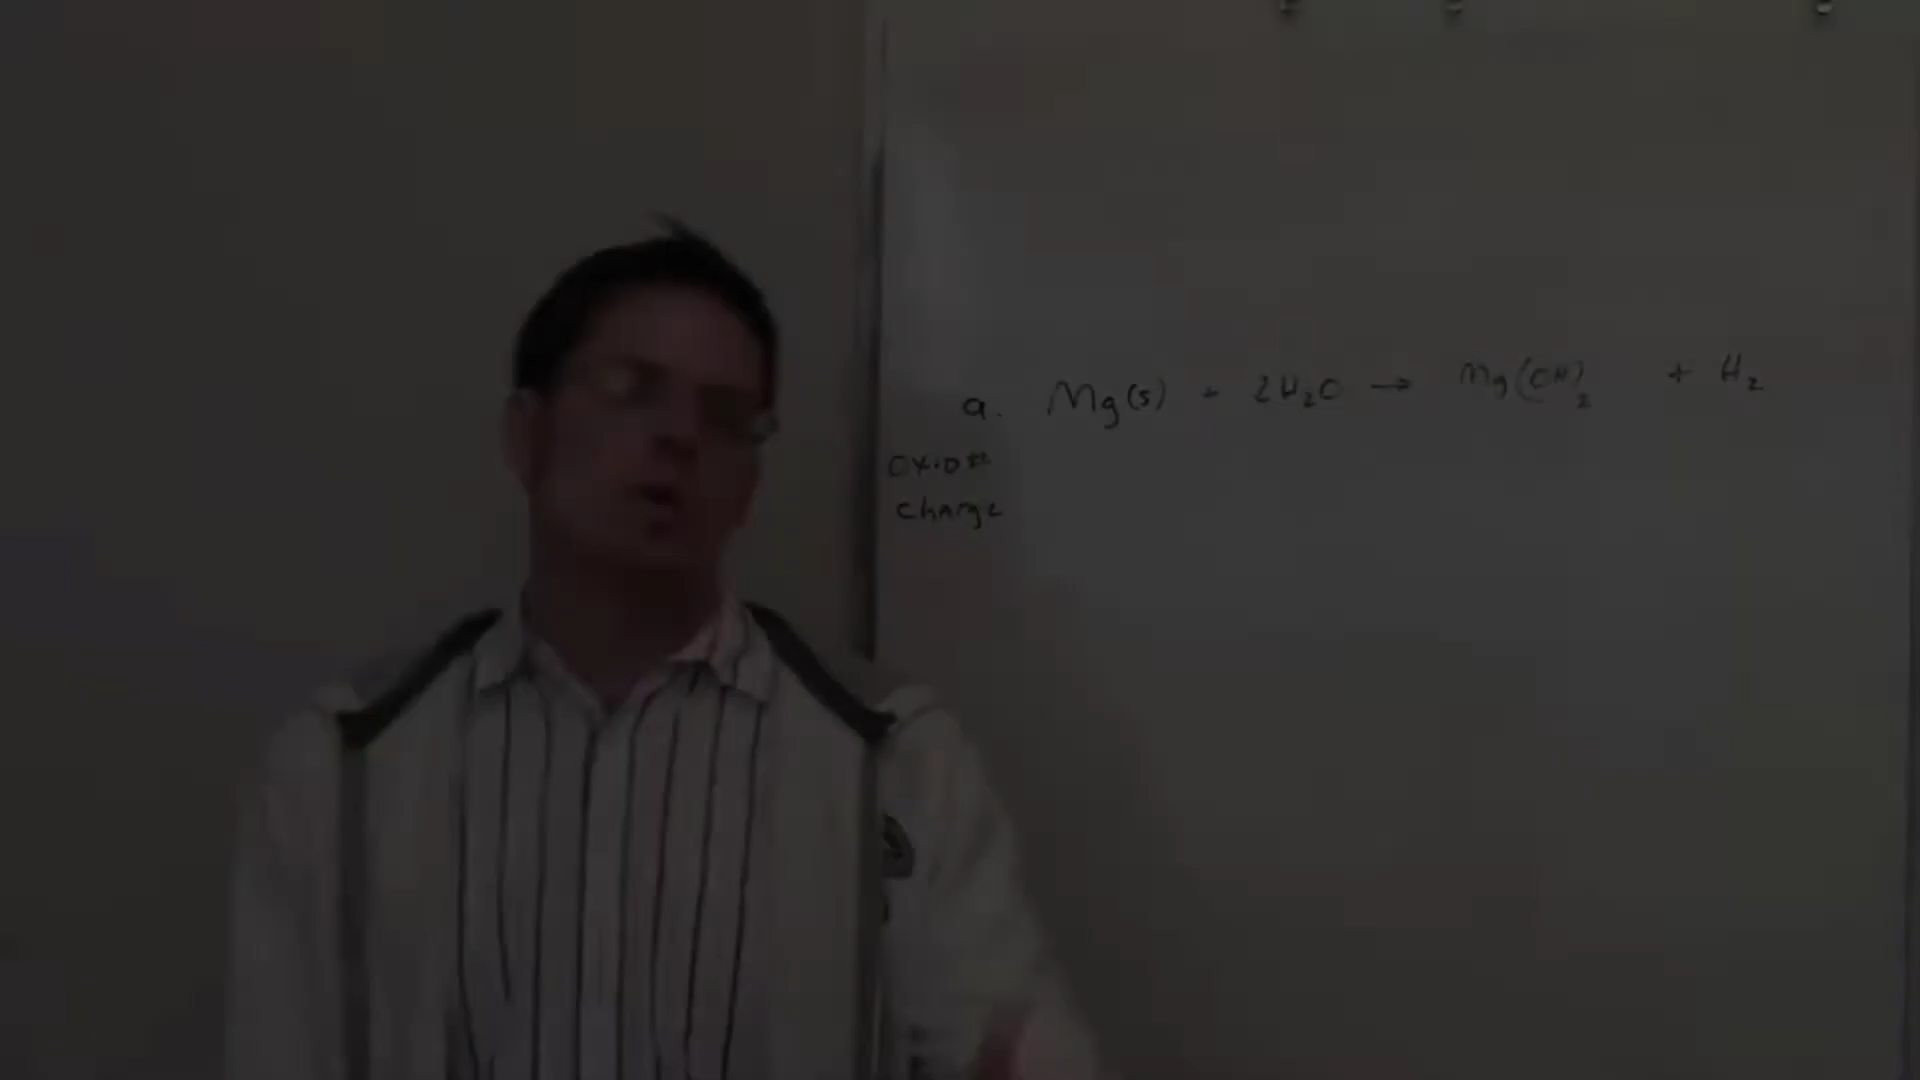 a. Mg(s) + 2H₂O → Mg(OH)₂ + H₂
oxid #
charge